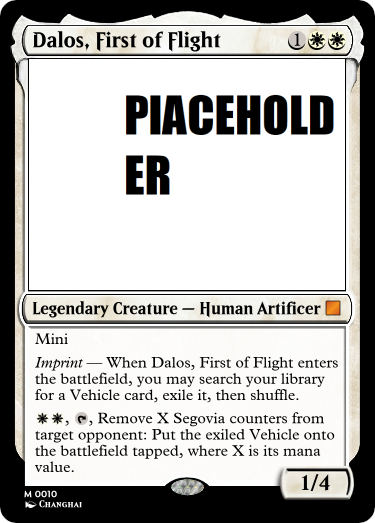 Dalos, First of Flight 1
PIACEHOLD
ER
Legendary Creature — Human Artificer
Mini
Imprint — When Dalos, First of Flight enters
the battlefield, you may search your library
for a Vehicle card, exile it, then shuffle.
, , Remove X Segovia counters from
target opponent: Put the exiled Vehicle onto
the battlefield tapped, where X is its mana
value.
1/4
M 0010
Changhai